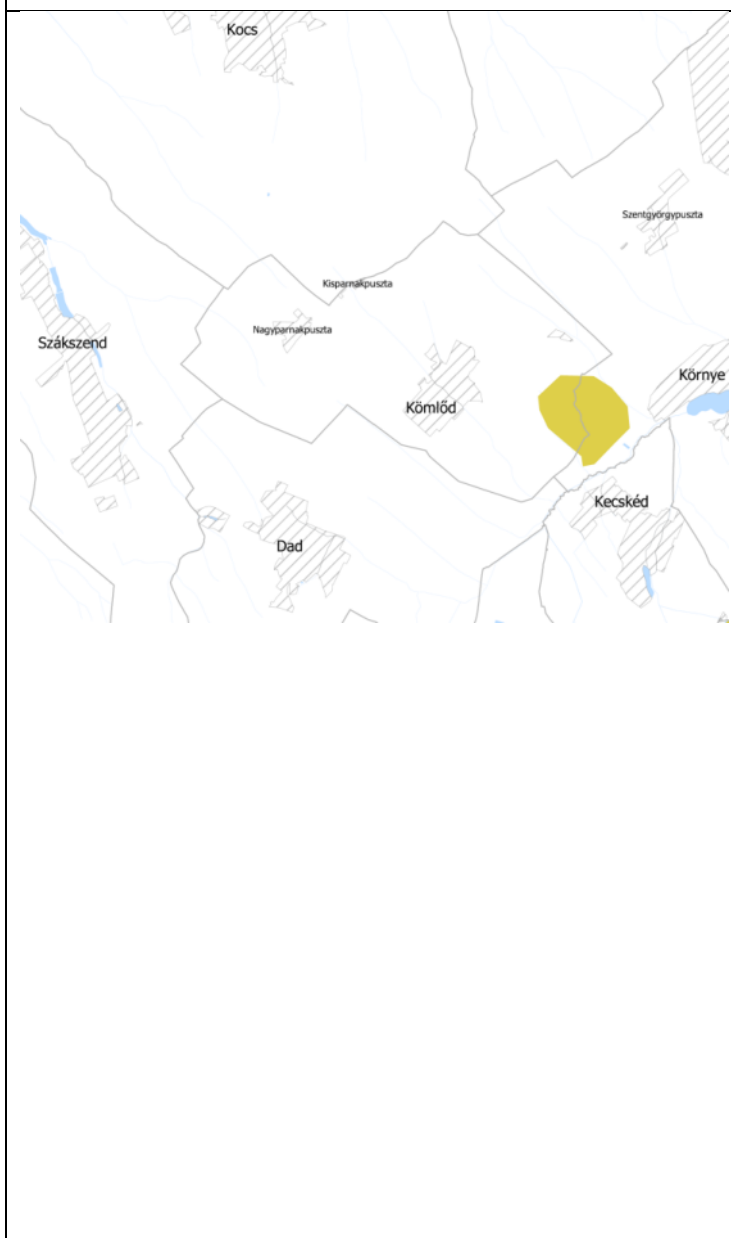 Kocs
Szentgyörgypuszta
Kisparnakpuszta
Nagyparnakpuszta
Szákszend
Környe
Kömlőd
Kecskéd
Dad